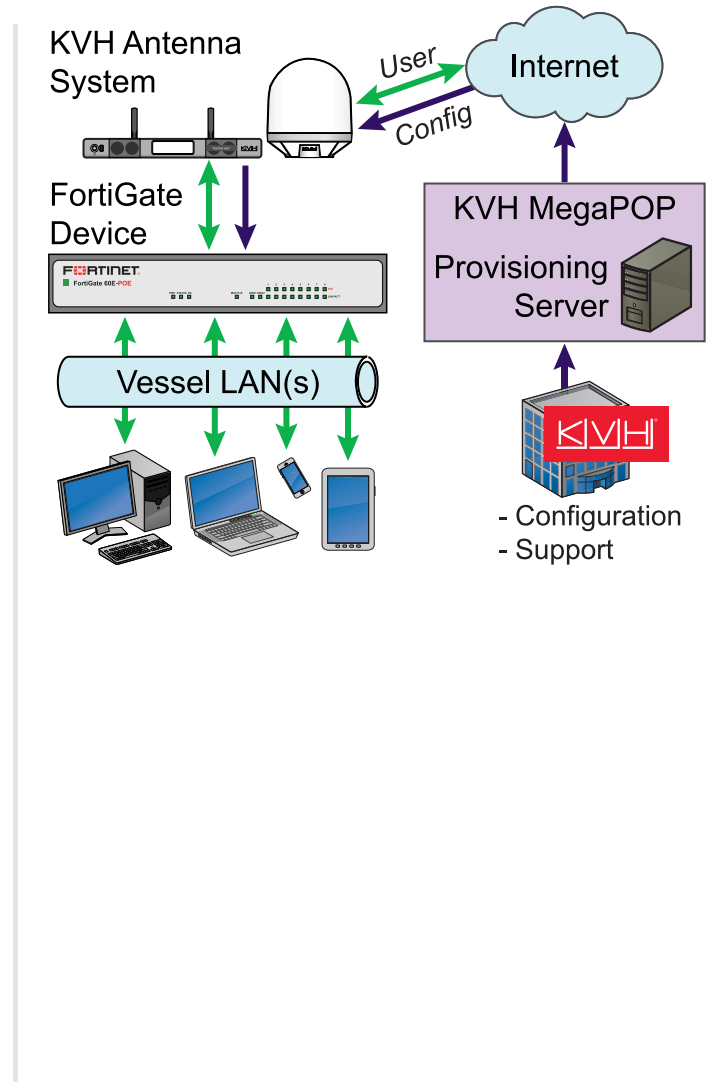 KVH Antenna
System
User
Config
Internet
KVH
FortiGate
Device
FORTINET
FortiGate 60E-POE
KVH MegaPOP
Provisioning
Server
Vessel LAN(s)
KVH
- Configuration
- Support